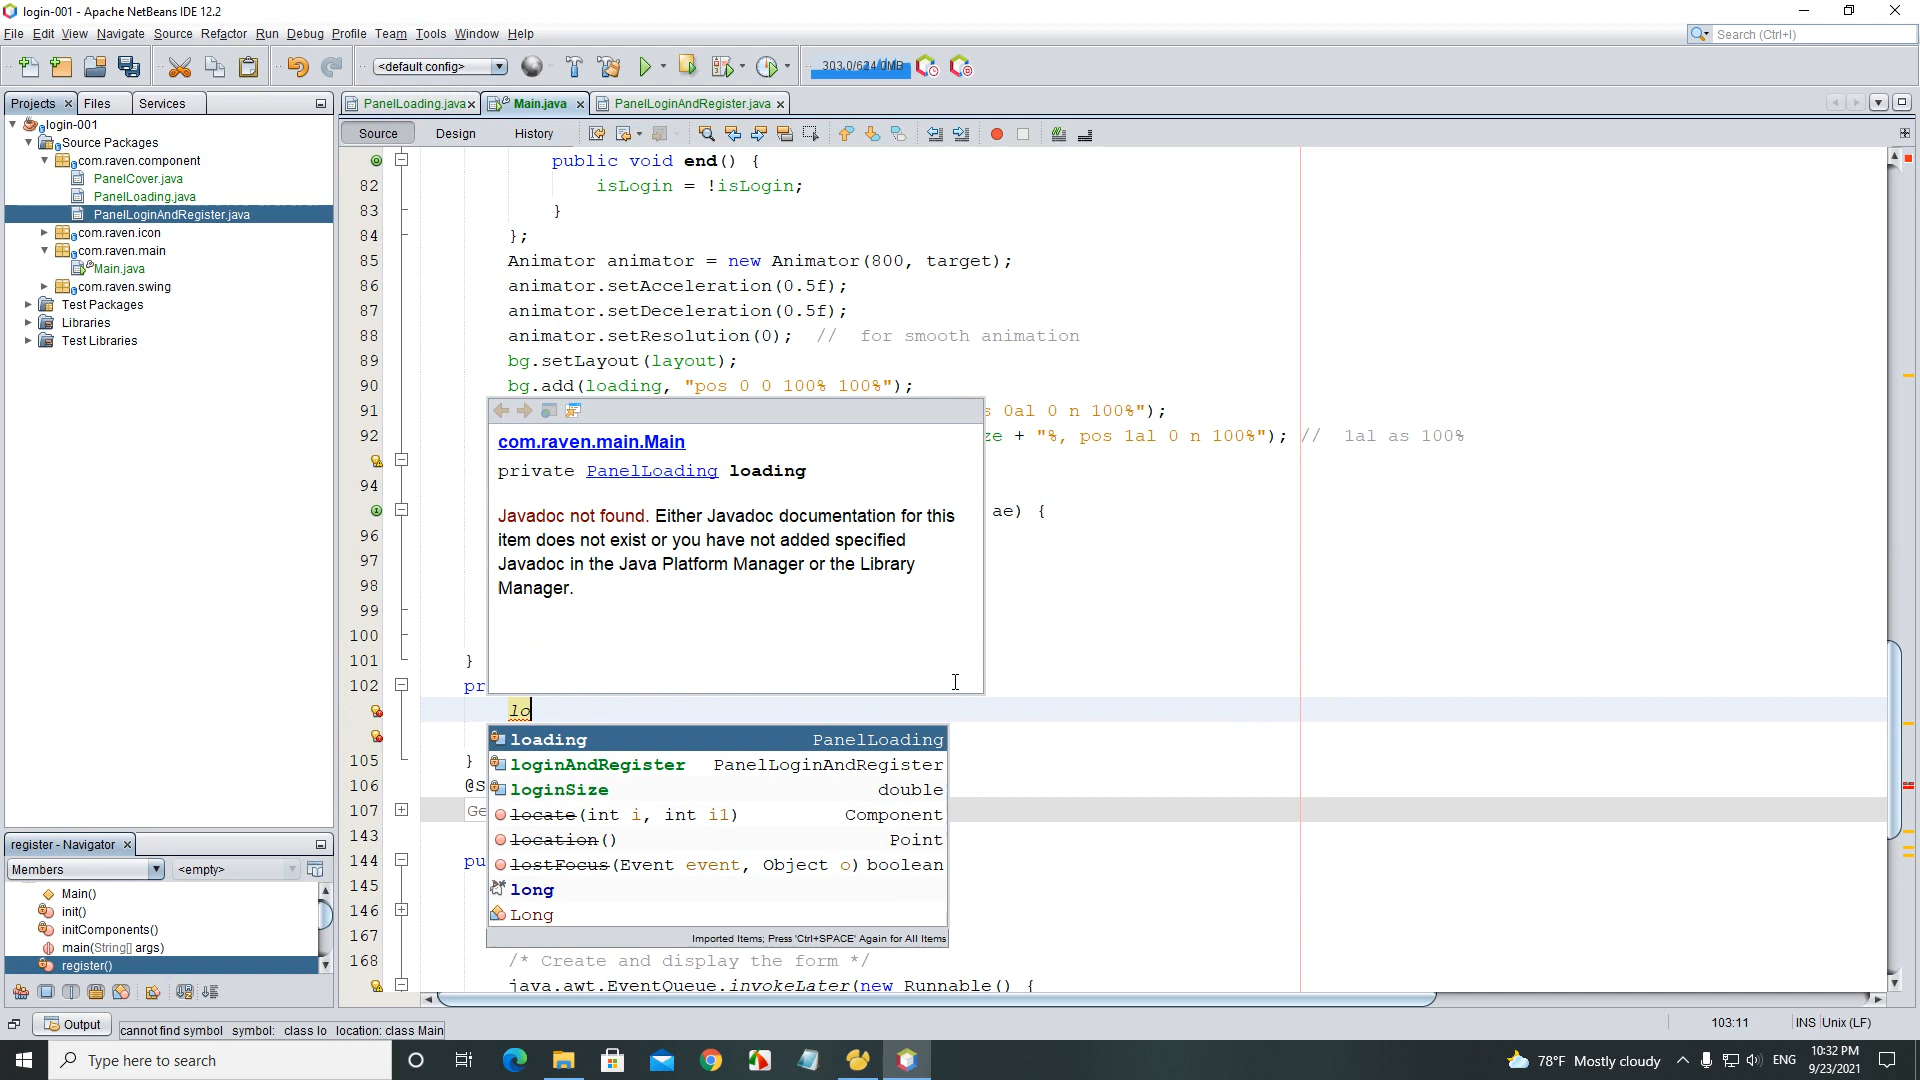 login-001 - Apache NetBeans IDE 12.2
File Edit View Navigate Source Refactor Run Debug Profile Team Tools Window Help
Search (Ctrl+I)
<default config>
303.0/624.0MB
Projects Files Services
PanelLoading.java Main.java PanelLoginAndRegister.java
login-001
Source Packages
com.raven.component
PanelCover.java
PanelLoading.java
PanelLoginAndRegister.java
com.raven.icon
com.raven.main
Main.java
com.raven.swing
Test Packages
Libraries
Test Libraries
Source Design History
public void end() {
82 isLogin = !isLogin;
83 }
84 };
85 Animator animator = new Animator(800, target);
86 animator.setAcceleration(0.5f);
87 animator.setDeceleration(0.5f);
88 animator.setResolution(0); // for smooth animation
89 bg.setLayout(layout);
90 bg.add(loading, "pos 0 0 100% 100%");
91 s 0al 0 n 100%");
92 ze + "%, pos 1al 0 n 100%"); // 1al as 100%
94
ae) {
96
97
98
99
100
101 }
102 pr
lo
105 }
106 @S
107 Ge
143
144 pu
145
146
167
168 /* Create and display the form */
java.awt.EventQueue.invokeLater(new Runnable() {
com.raven.main.Main
private PanelLoading loading
Javadoc not found. Either Javadoc documentation for this
item does not exist or you have not added specified
Javadoc in the Java Platform Manager or the Library
Manager.
loading PanelLoading
loginAndRegister PanelLoginAndRegister
loginSize double
locate(int i, int i1) Component
location() Point
lostFocus(Event event, Object o) boolean
long
Long
Imported Items; Press 'Ctrl+SPACE' Again for All Items
register - Navigator
Members <empty>
Main()
init()
initComponents()
main(String[] args)
register()
Output
cannot find symbol symbol: class lo location: class Main
103:11 INS Unix (LF)
Type here to search
78°F Mostly cloudy ENG 10:32 PM
9/23/2021